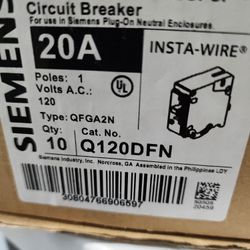 Circuit Breaker
For use in Siemens Plug-On Neutral Enclosures.
SIEMENS
20A
INSTA-WIRE®
Poles: 1
Volts A.C.:
120
UL
Type: QFGA2N
Qty. Cat. No.
10 Q120DFN
Siemens Industry, Inc. Norcross, GA Assembled in the Philippines LOY
30804766906597